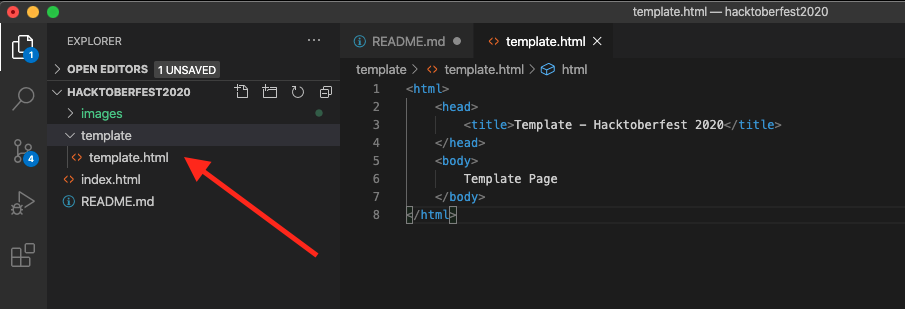 template.html — hacktoberfest2020
EXPLORER
1
OPEN EDITORS 1 UNSAVED
HACKTOBERFEST2020
images
template
template.html
index.html
README.md
4
README.md
template.html
template > template.html > html
1 <html>
2 <head>
3 <title>Template - Hacktoberfest 2020</title>
4 </head>
5 <body>
6 Template Page
7 </body>
8 </html>